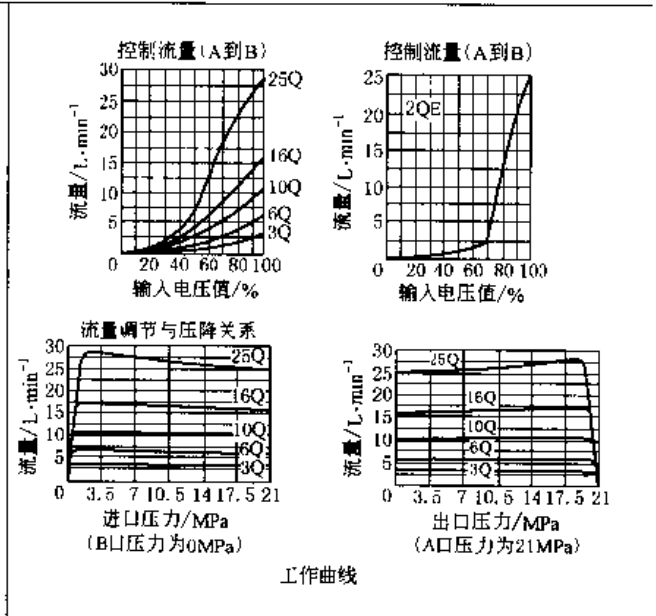 控制流量(A到B)
30
25
20
15
10
5
0
流量/L·min⁻¹
25Q
16Q
10Q
6Q
3Q
20 40 60 80 100
输入电压值/%
控制流量(A到B)
25
20
15
10
5
0
流量/L·min⁻¹
2QE
20 40 60 80 100
输入电压值/%
流量调节与压降关系
30
25
20
15
10
5
0
流量/L·min⁻¹
25Q
16Q
10Q
6Q
3Q
3.5 7 10.5 14 17.5 21
进口压力/MPa
(B口压力为0MPa)
30
25
20
15
10
5
0
流量/L·min⁻¹
25Q
16Q
10Q
6Q
3Q
3.5 7 10.5 14 17.5 21
出口压力/MPa
(A口压力为21MPa)
工作曲线